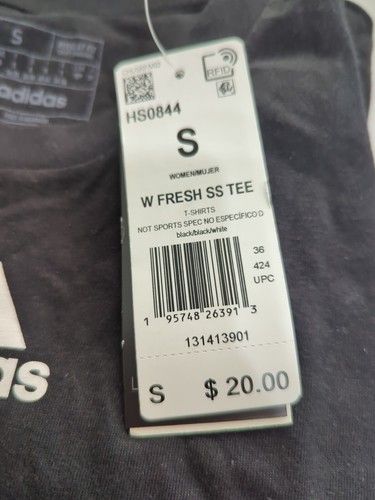 S
adidas
RFID
HS0844
S
WOMEN/MUJER
W FRESH SS TEE
T-SHIRTS
NOT SPORTS SPEC NO ESPECÍFICO D
black/black/white
36
424
UPC
1 95748 26391 3
131413901
S $ 20.00
as